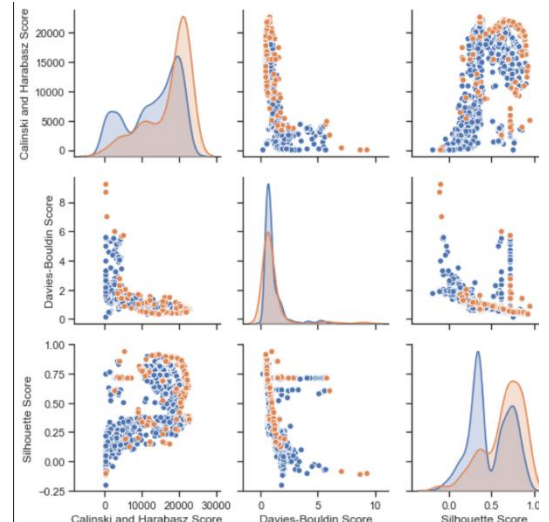 Calinski and Harabasz Score
20000
15000
10000
5000
0
Davies-Bouldin Score
8
6
4
2
0
Silhouette Score
1.00
0.75
0.50
0.25
0.00
-0.25
0 10000 20000 30000
Calinski and Harabasz Score
0 5 10
Davies-Bouldin Score
0.0 0.5 1.0
Silhouette Score